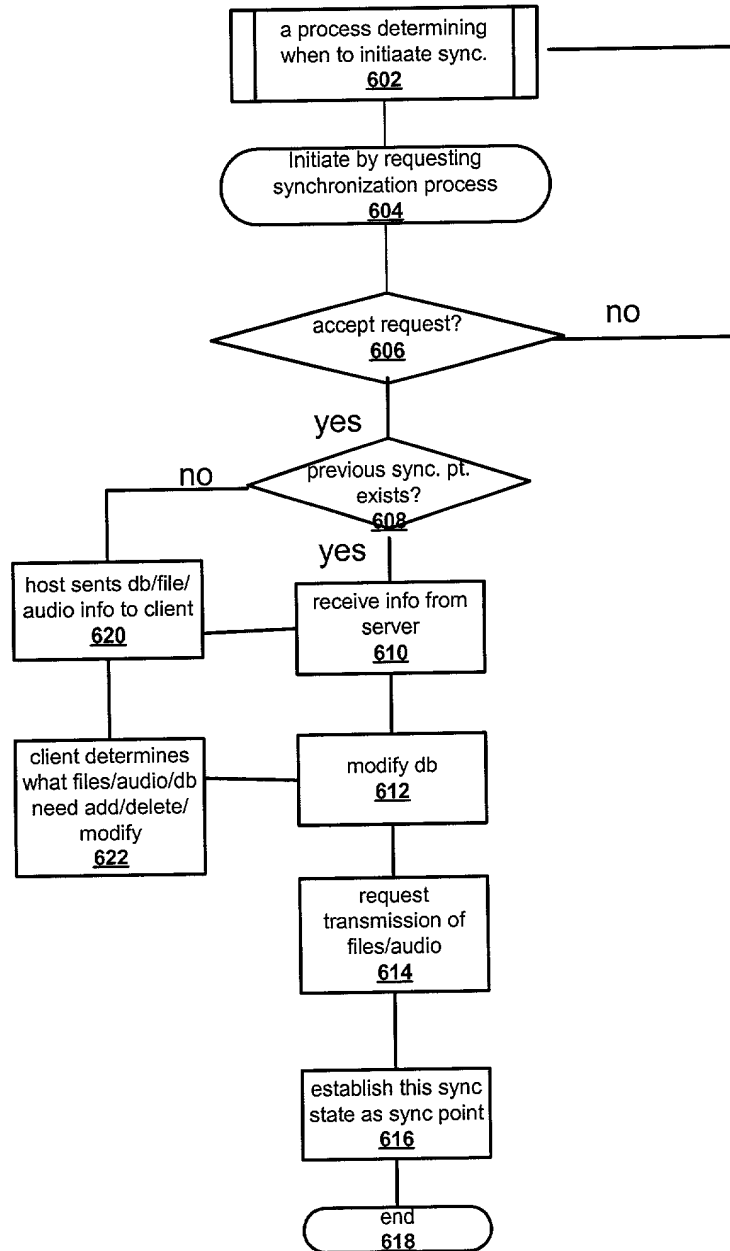 a process determining
when to initiaate sync.
602
Initiate by requesting
synchronization process
604
accept request?
606
no
yes
previous sync. pt.
exists?
608
no
yes
host sents db/file/
audio info to client
620
receive info from
server
610
client determines
what files/audio/db
need add/delete/
modify
622
modify db
612
request
transmission of
files/audio
614
establish this sync
state as sync point
616
end
618